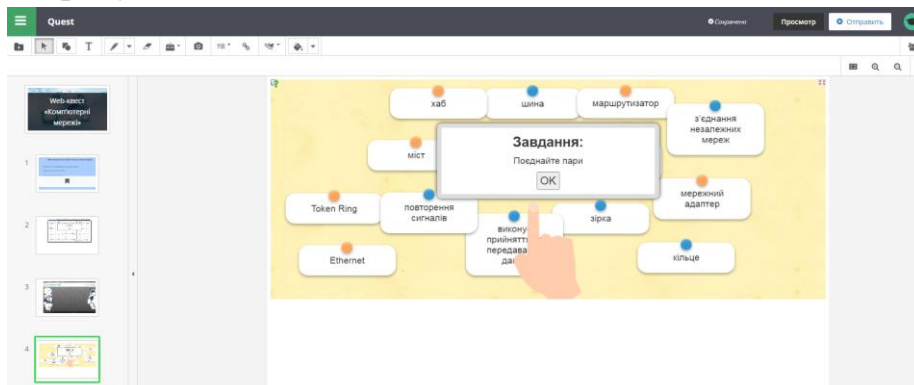 Quest
Сохранено
Просмотр
Отправить
T
Web-квест
«Комп'ютерні
мережі»
1
2
3
4
хаб
шина
маршрутизатор
з'єднання
незалежних
мереж
Завдання:
Поєднайте пари
OK
міст
мережний
адаптер
Token Ring
повторення
сигналів
зірка
Ethernet
кільце